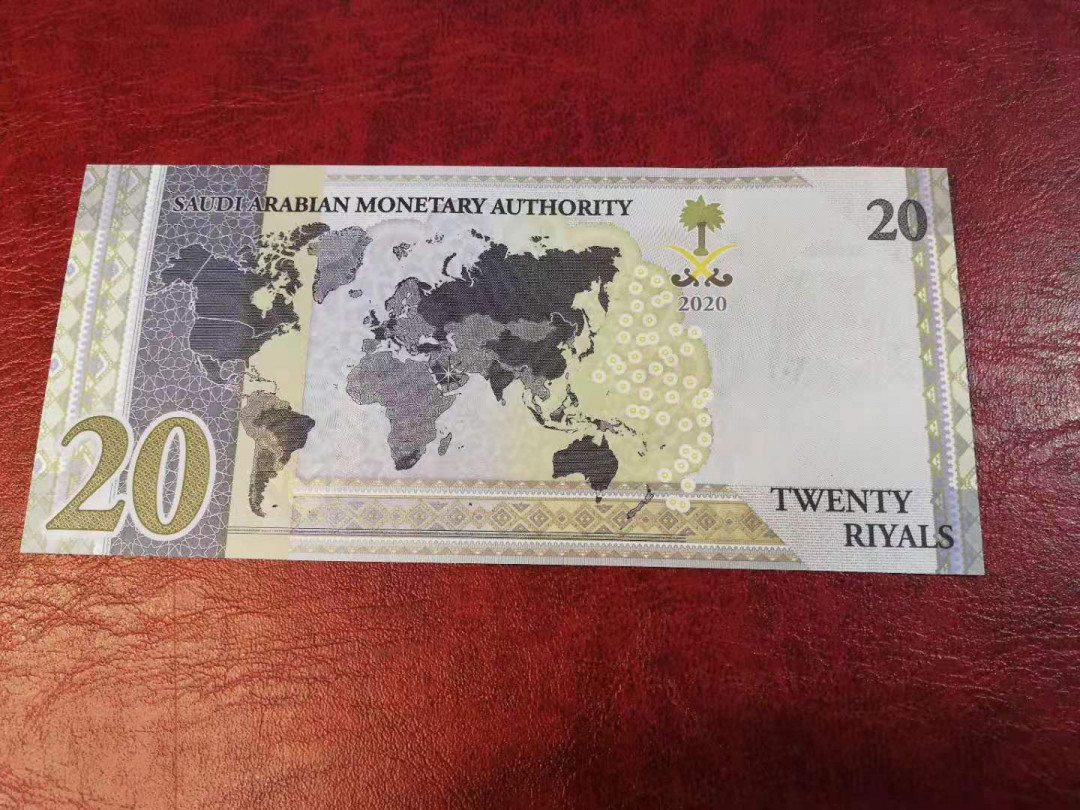 SAUDI ARABIAN MONETARY AUTHORITY
20
2020
20
TWENTY
RIYALS